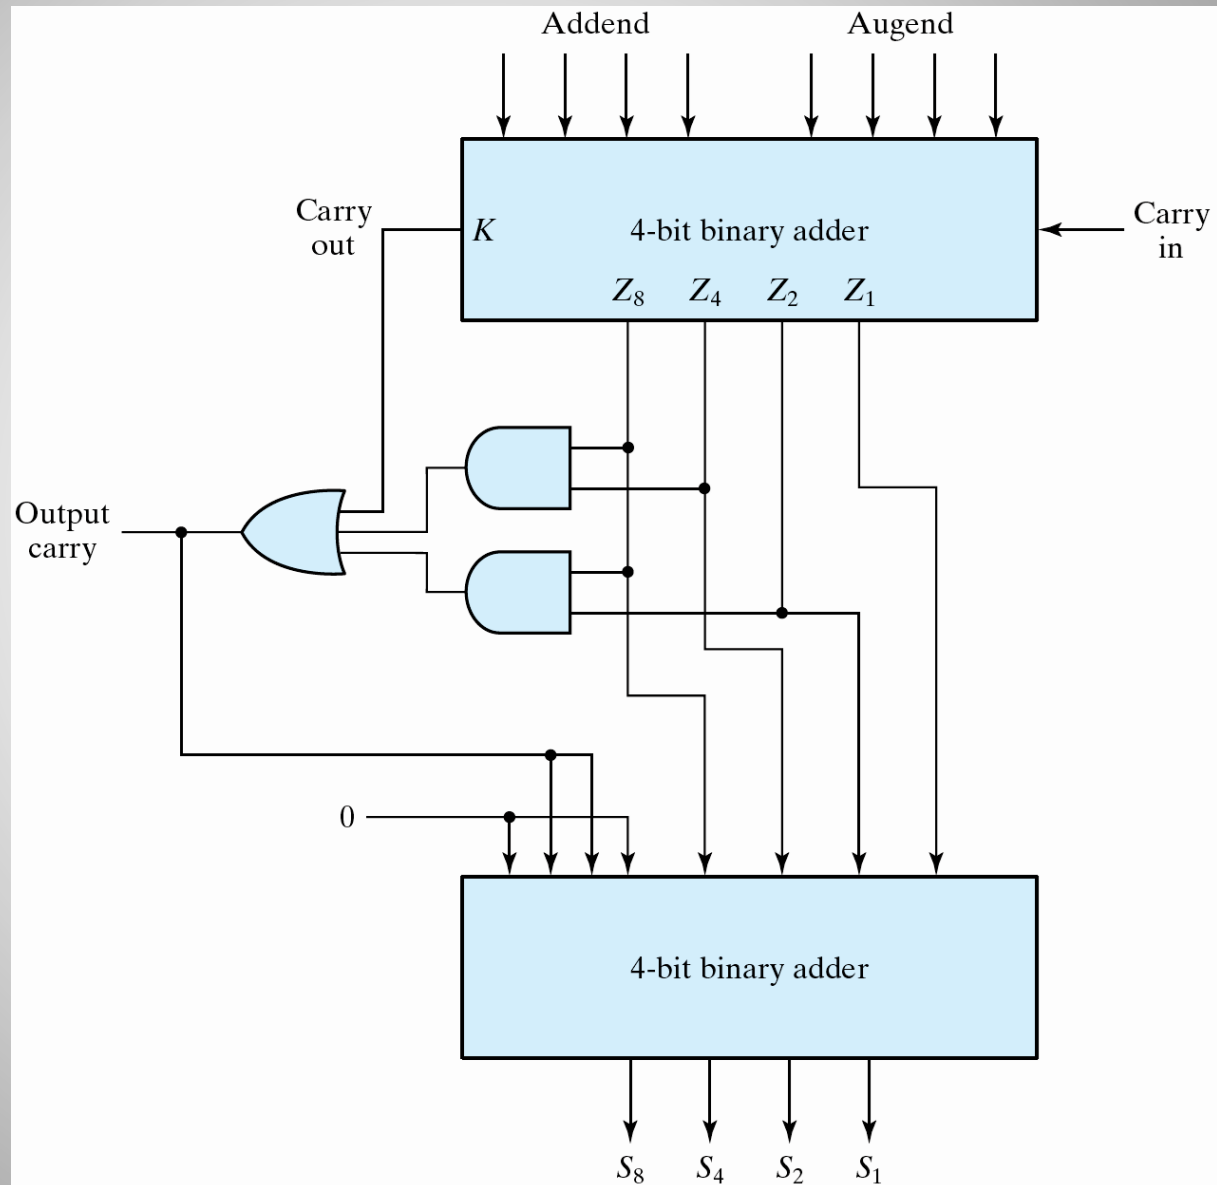 Addend
Augend
Carry
out
K
4-bit binary adder
Carry
in
Z₈ Z₄ Z₂ Z₁
Output
carry
0
4-bit binary adder
S₈ S₄ S₂ S₁